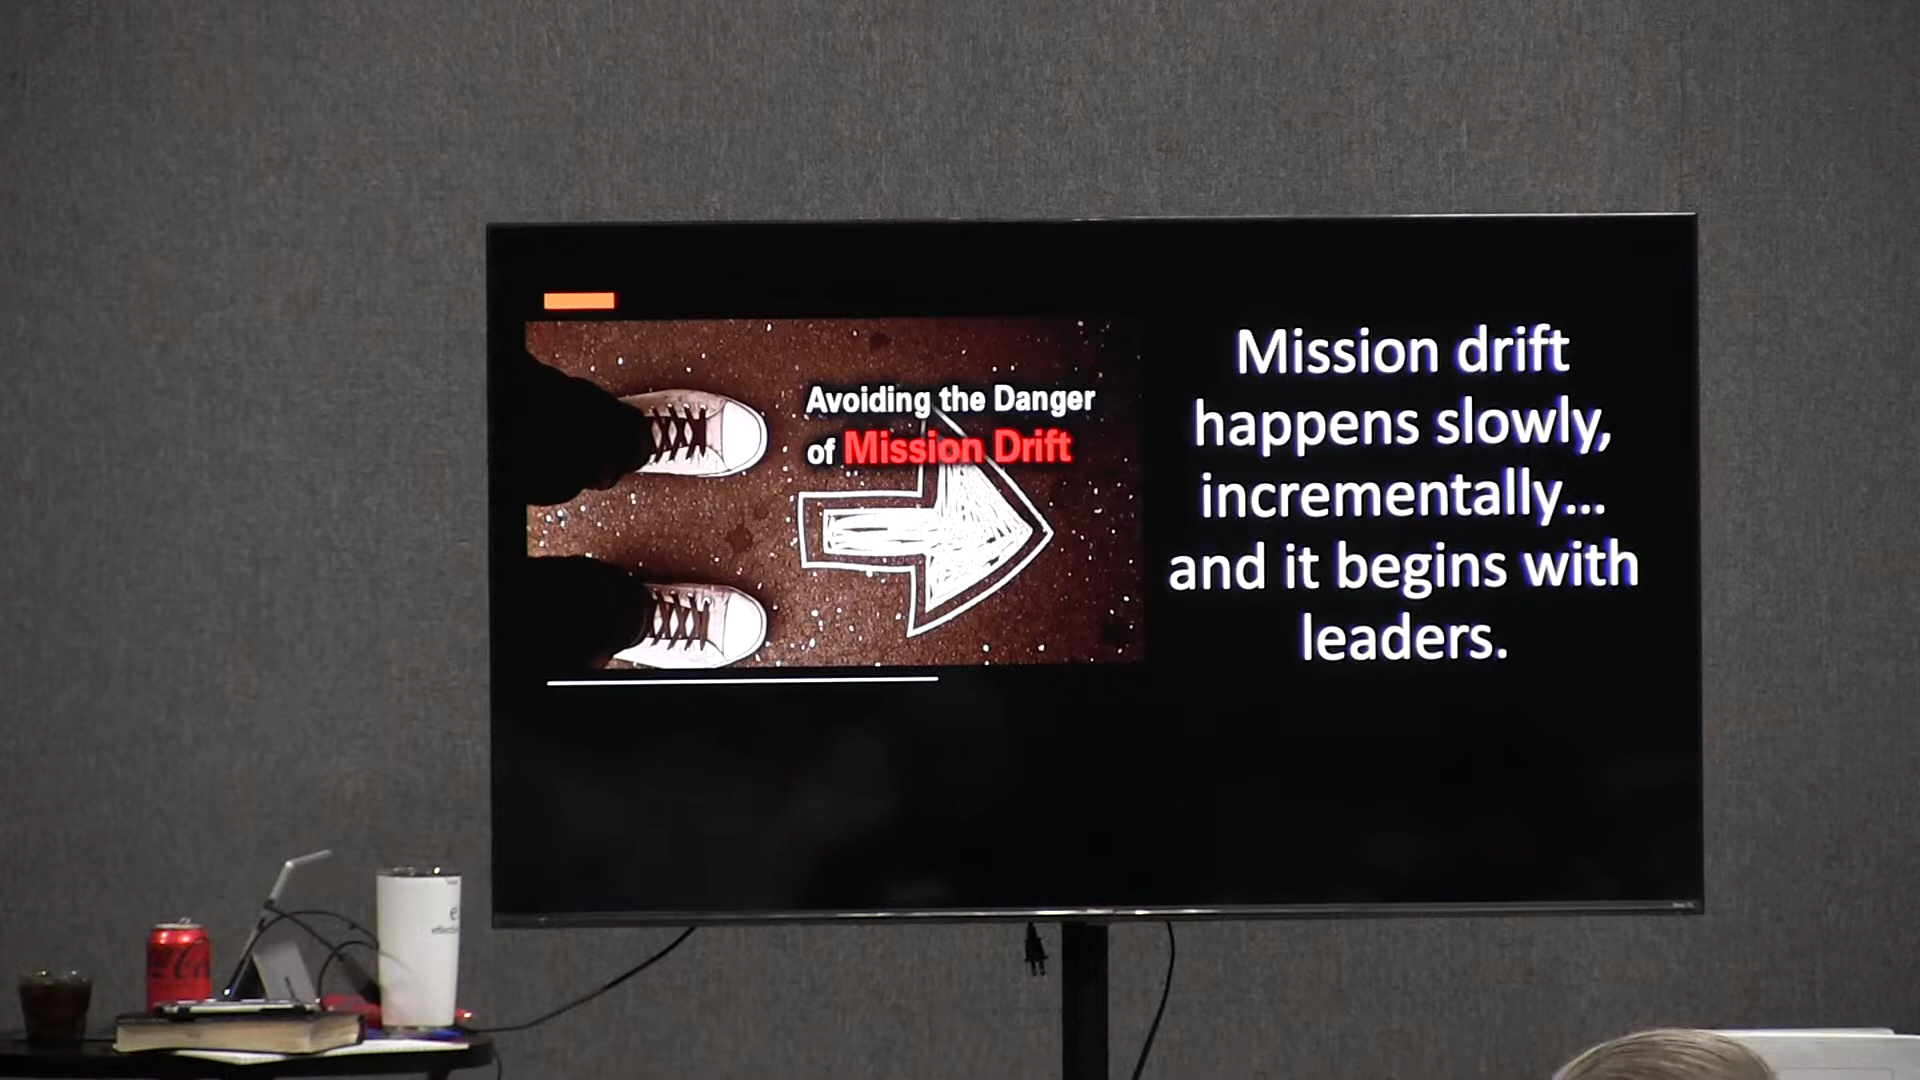 Avoiding the Danger
of Mission Drift
Mission drift
happens slowly,
incrementally...
and it begins with
leaders.